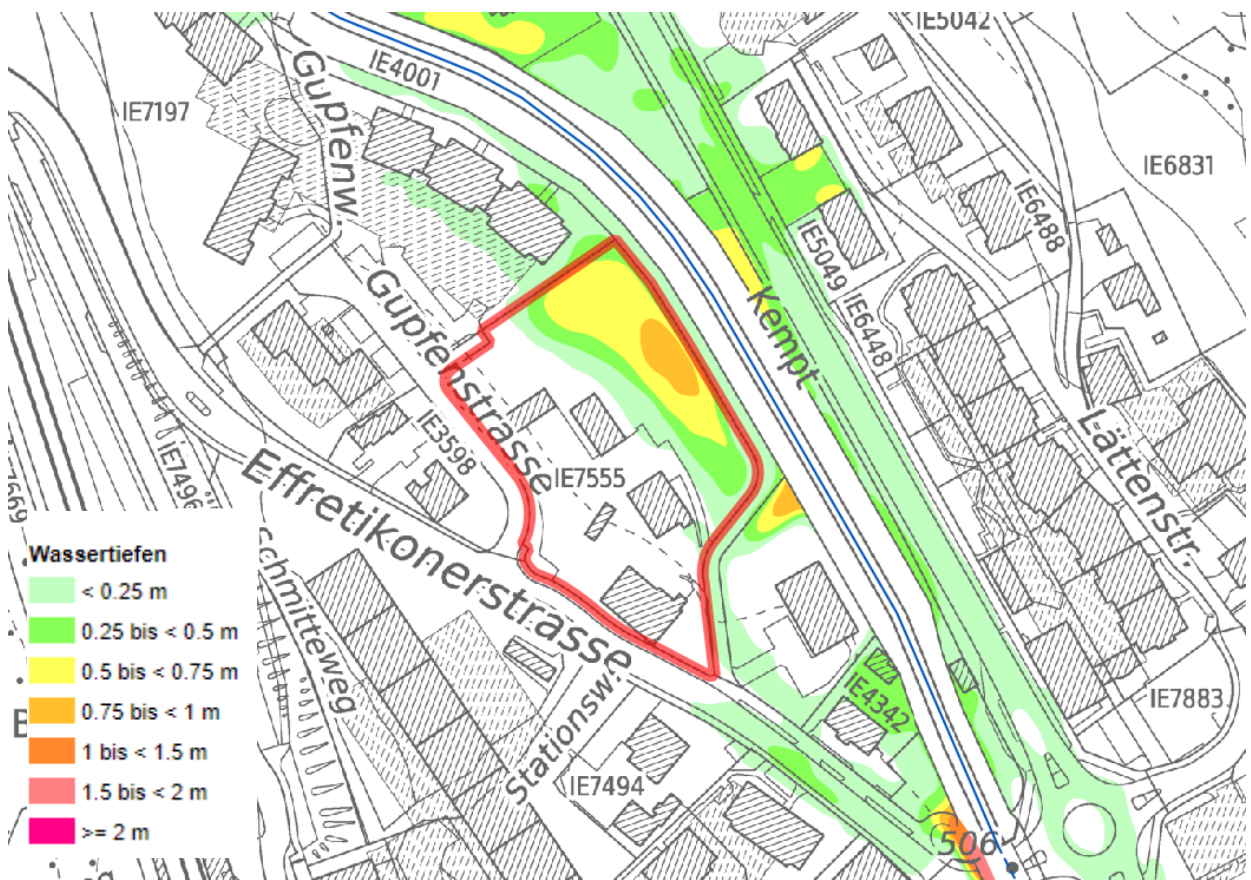 IE5042
IE4001
IE7197
Gupfenw.
IE6831
IE6488
IE5049
IE6448
Kempt
Gupfenstrasse
IE3598
IE7555
IE7496
Effretikonerstrasse
Lättenstr.
Schmitteweg
Stationsw.
IE4342
IE7883
IE7494
506
Wassertiefen
< 0.25 m
0.25 bis < 0.5 m
0.5 bis < 0.75 m
0.75 bis < 1 m
1 bis < 1.5 m
1.5 bis < 2 m
>= 2 m